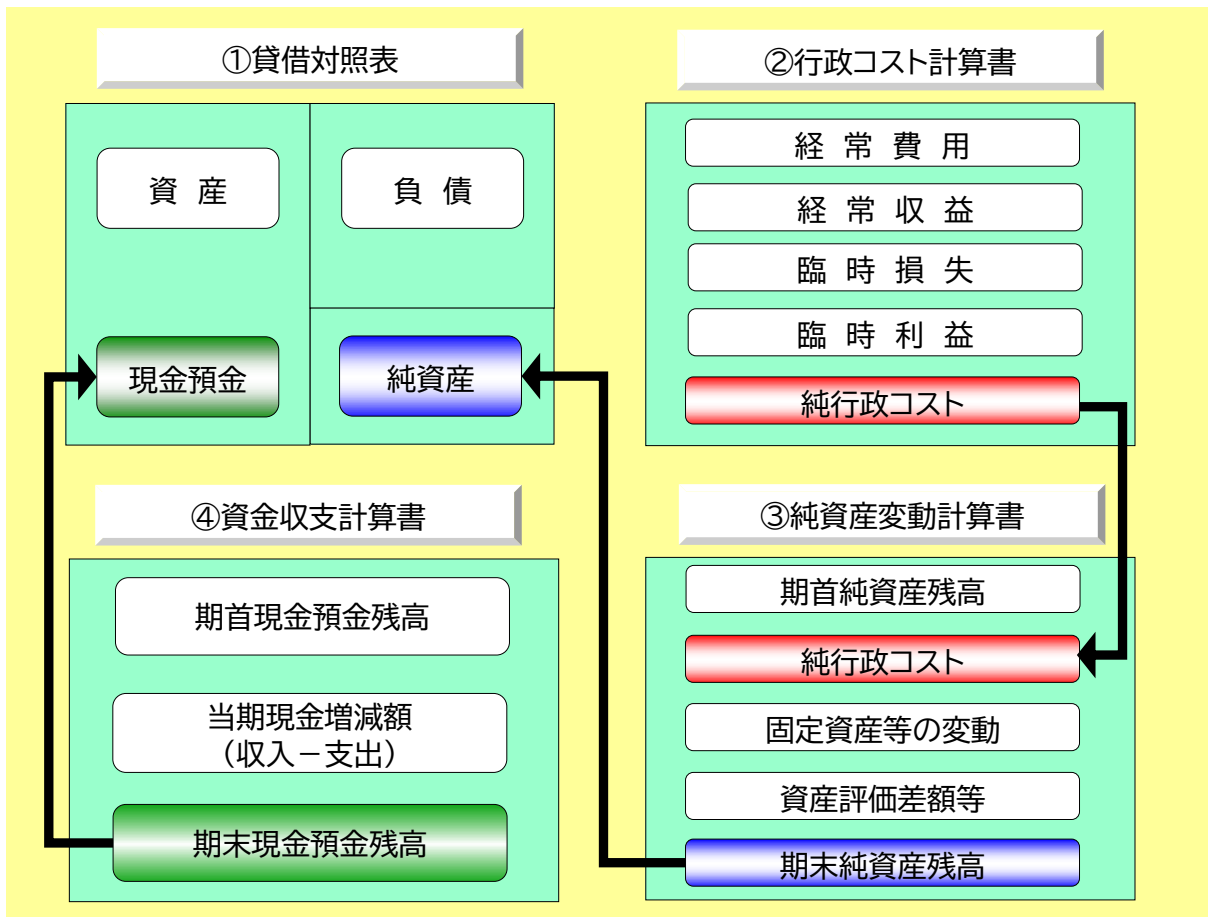 ①貸借対照表
資産
負債
現金預金
純資産
②行政コスト計算書
経常費用
経常収益
臨時損失
臨時利益
純行政コスト
④資金収支計算書
期首現金預金残高
当期現金増減額
（収入－支出）
期末現金預金残高
③純資産変動計算書
期首純資産残高
純行政コスト
固定資産等の変動
資産評価差額等
期末純資産残高